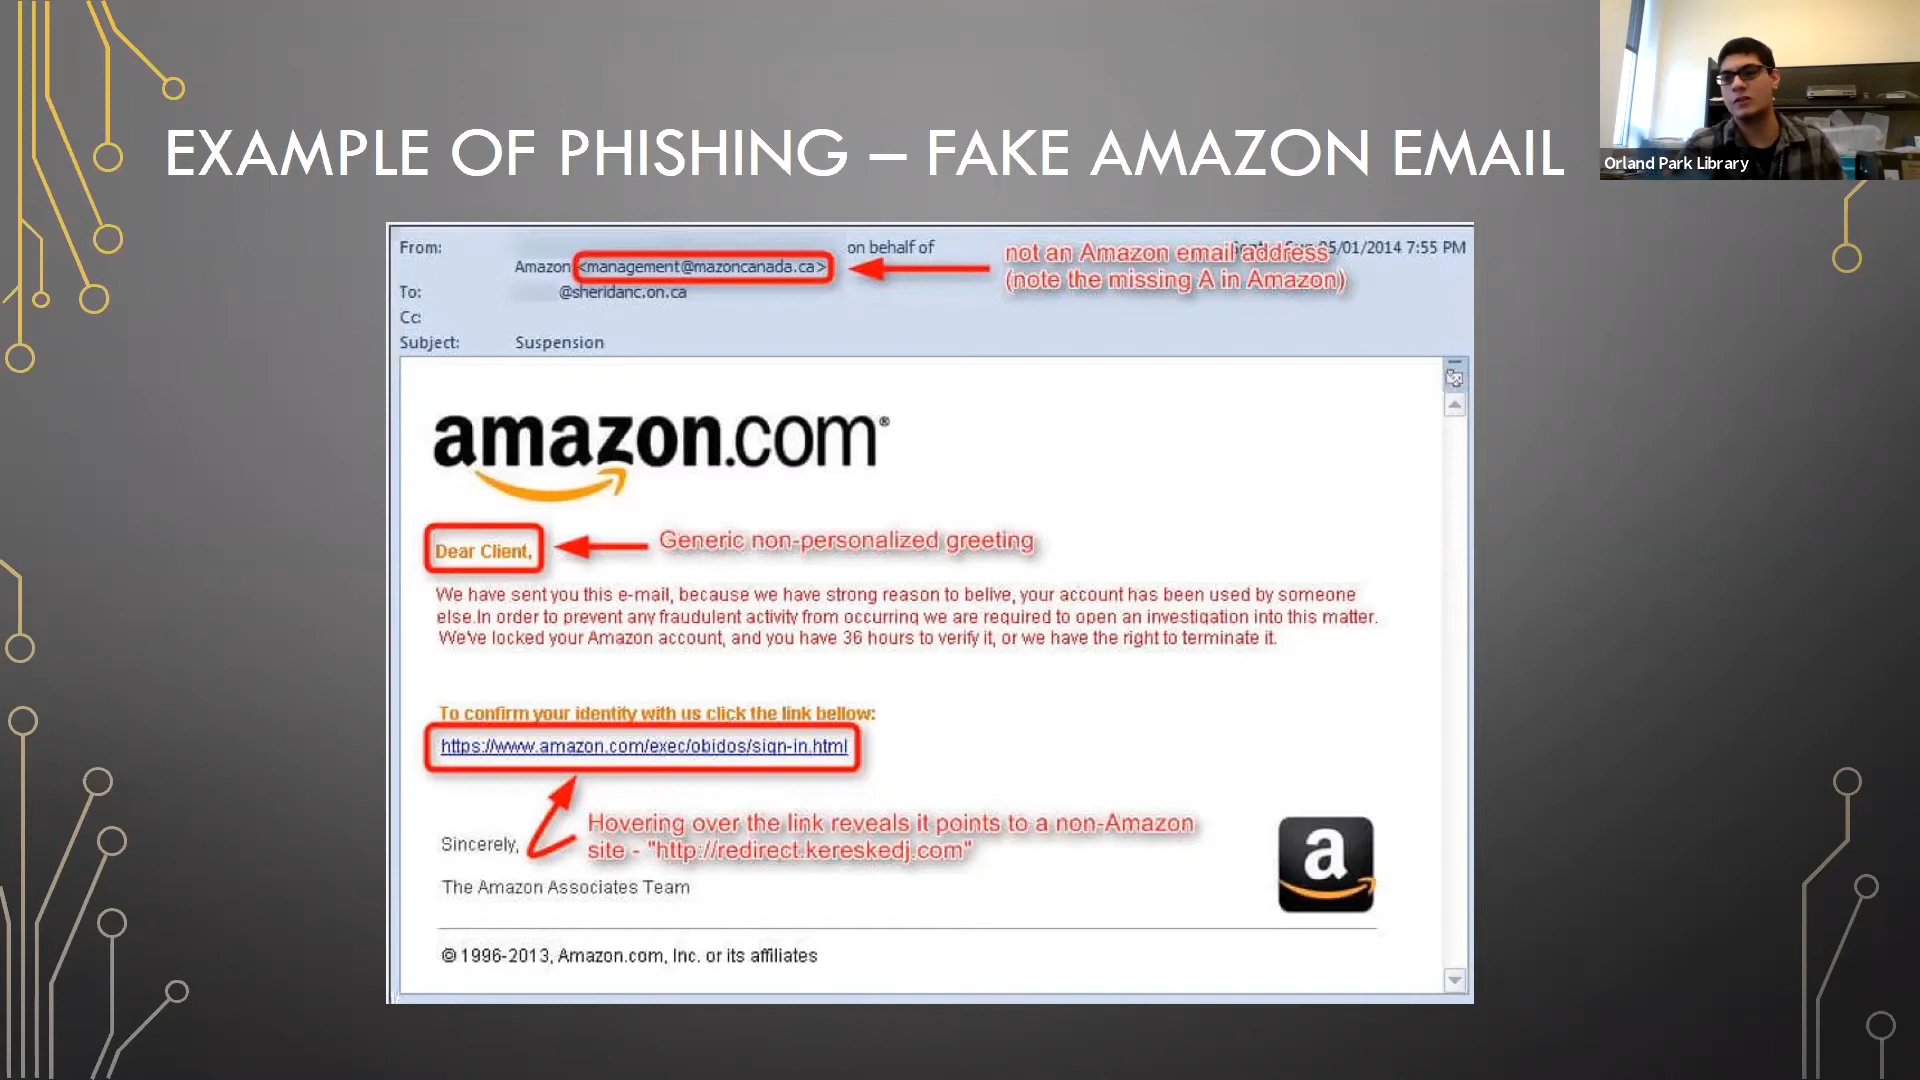 EXAMPLE OF PHISHING – FAKE AMAZON EMAIL
Orland Park Library
From:
on behalf of
05/01/2014 7:55 PM
Amazon <management@mazoncanada.ca>
not an Amazon email address
(note the missing A in Amazon)
To:
@sheridanc.on.ca
Cc:
Subject:
Suspension
amazon.com®
Dear Client,
Generic non-personalized greeting
We have sent you this e-mail, because we have strong reason to belive, your account has been used by someone
else.In order to prevent any fraudulent activity from occurring we are required to open an investigation into this matter.
We've locked your Amazon account, and you have 36 hours to verify it, or we have the right to terminate it.
To confirm your identity with us click the link bellow:
https://www.amazon.com/exec/obidos/sign-in.html
Hovering over the link reveals it points to a non-Amazon
site - "http://redirect.kereskedj.com"
Sincerely,
The Amazon Associates Team
a
© 1996-2013, Amazon.com, Inc. or its affiliates